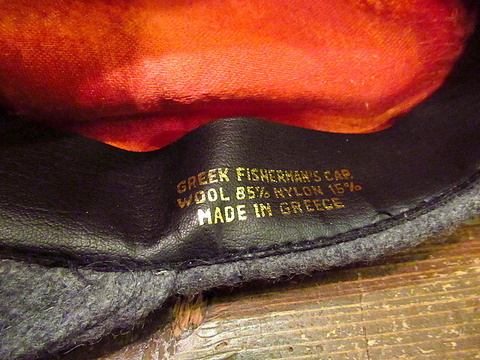 GREEK FISHERMAN'S CAP.
WOOL 85% NYLON 15%
MADE IN GREECE